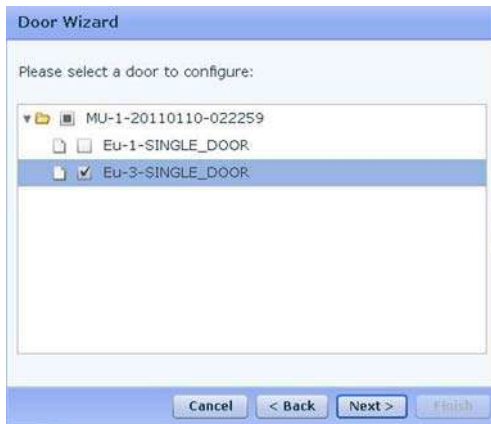 Door Wizard
Please select a door to configure:
MU-1-20110110-022259
Eu-1-SINGLE_DOOR
Eu-3-SINGLE_DOOR
Cancel < Back Next > Finish